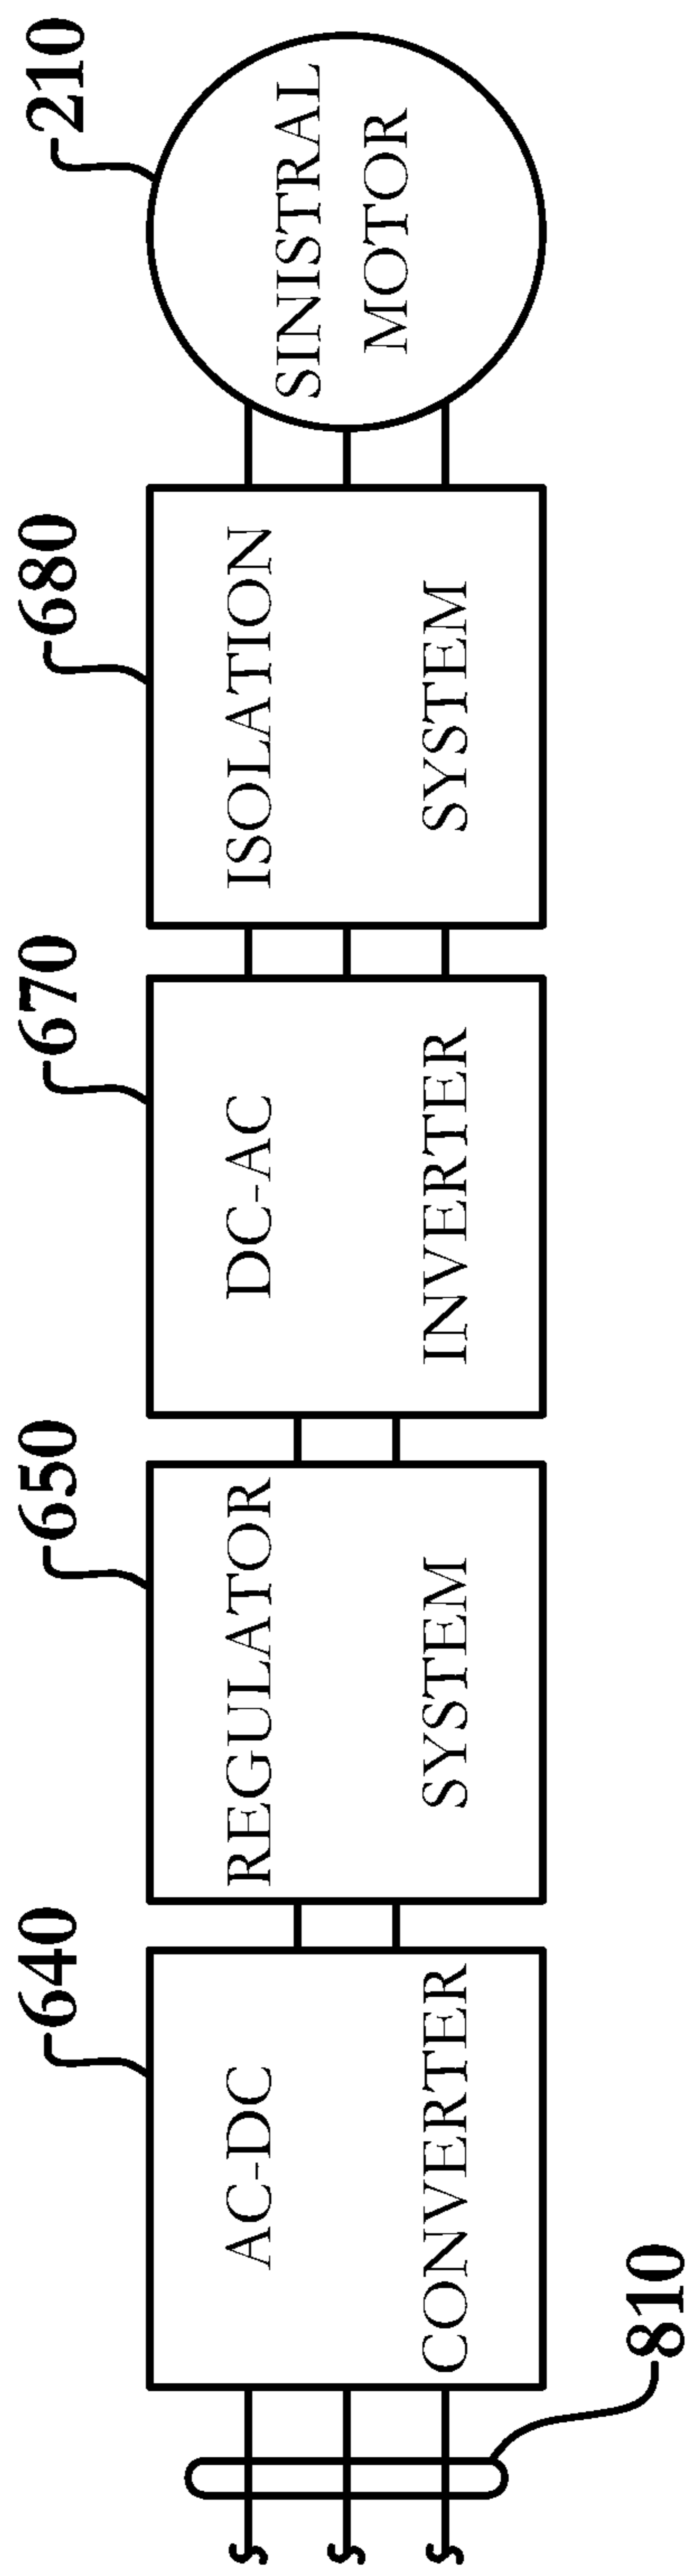 640
650
670
680
210
AC-DC
CONVERTER
REGULATOR
SYSTEM
DC-AC
INVERTER
ISOLATION
SYSTEM
SINISTRAL
MOTOR
810